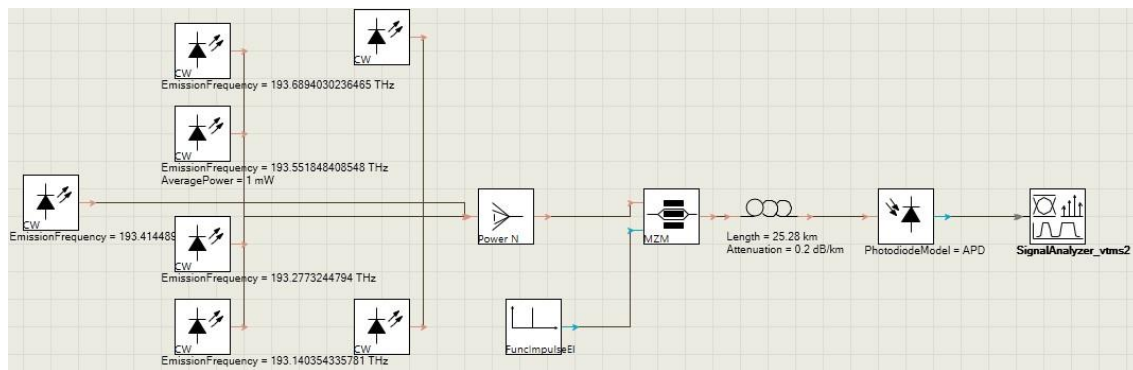 CW
CW
EmissionFrequency = 193.6894030236465 THz
CW
EmissionFrequency = 193.551848408548 THz
AveragePower = 1 mW
CW
EmissionFrequency = 193.414489
CW
EmissionFrequency = 193.2773244794 THz
CW
EmissionFrequency = 193.140354335781 THz
CW
Power N
MZM
FuncImpulseEl
Length = 25.28 km
Attenuation = 0.2 dB/km
PhotodiodeModel = APD
SignalAnalyzer_vtms2